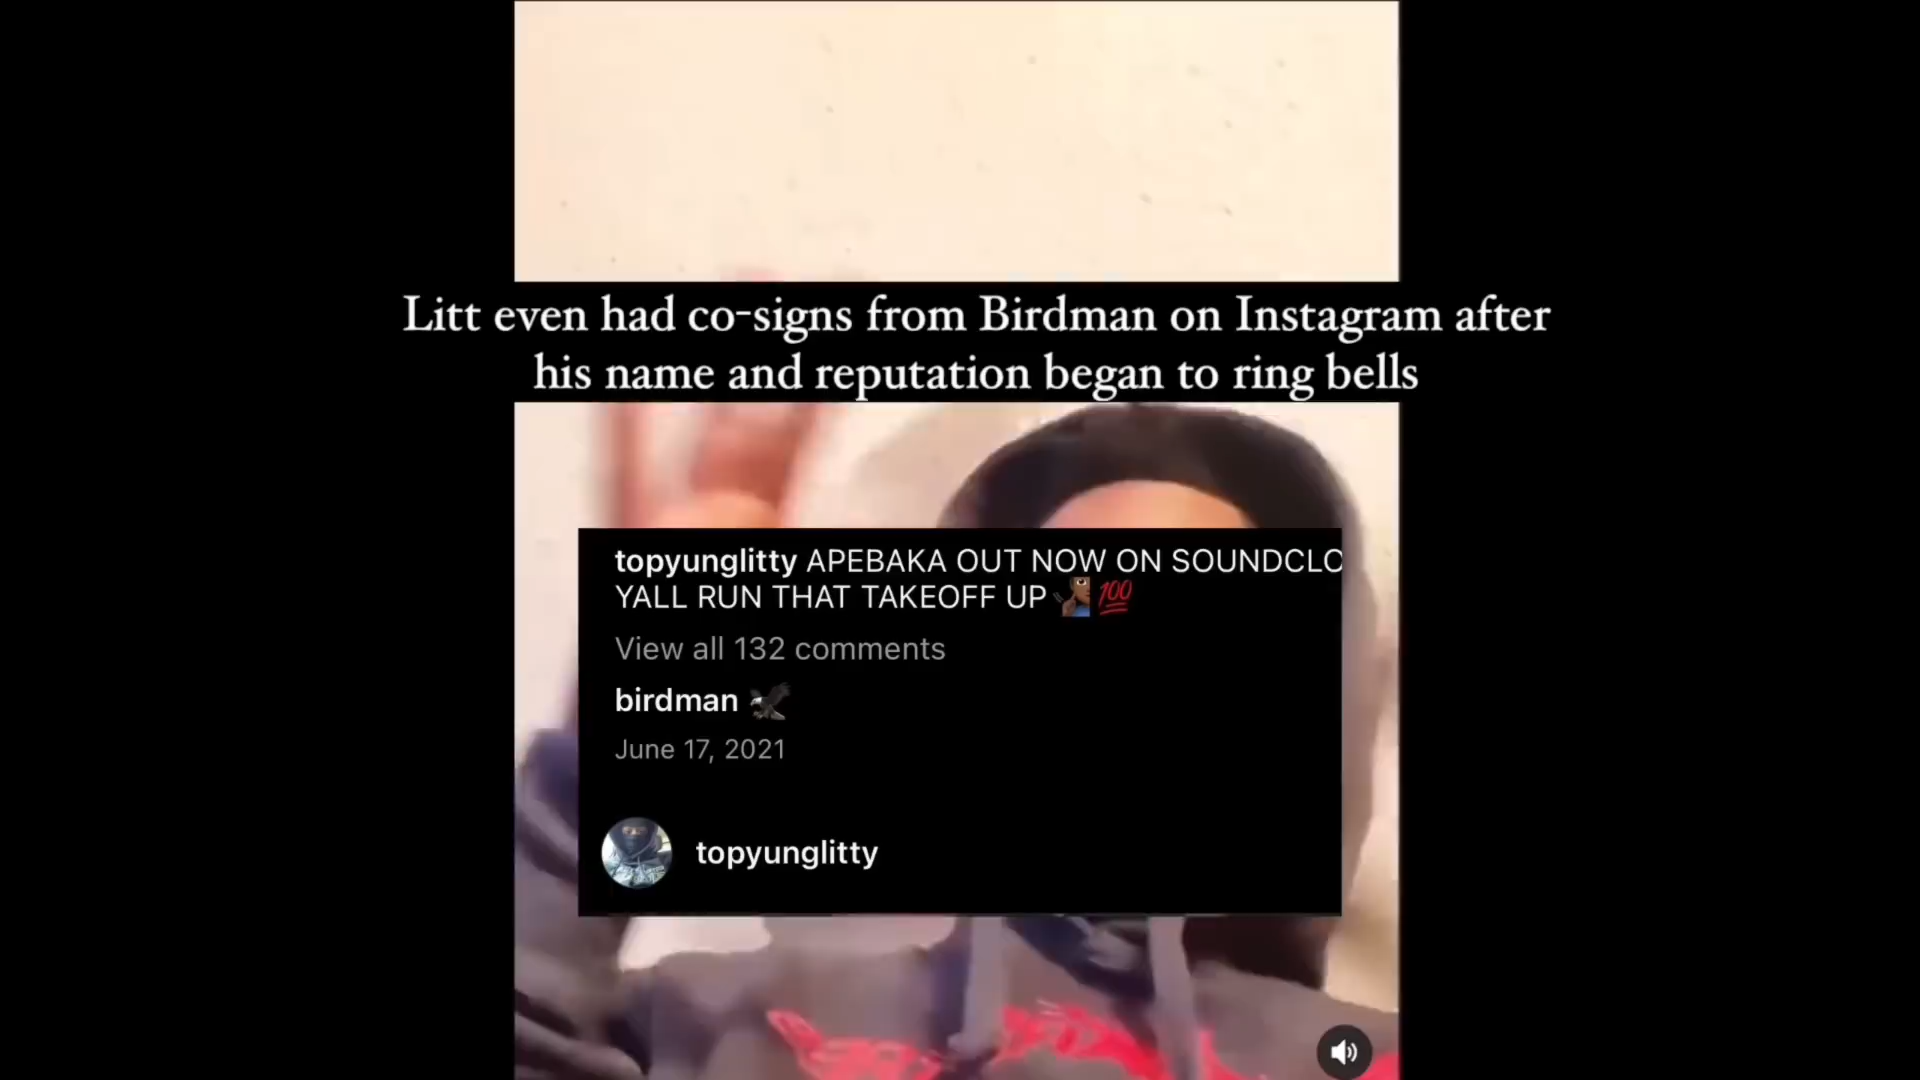 Litt even had co-signs from Birdman on Instagram after
his name and reputation began to ring bells
topyunglitty APEBAKA OUT NOW ON SOUNDCLO
YALL RUN THAT TAKEOFF UP 💯
View all 132 comments
birdman 🦅
June 17, 2021
topyunglitty